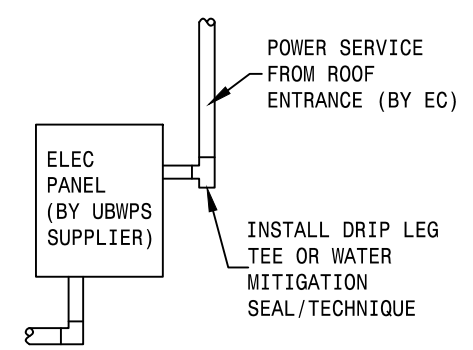 POWER SERVICE
FROM ROOF
ENTRANCE (BY EC)
ELEC
PANEL
(BY UBWPS
SUPPLIER)
INSTALL DRIP LEG
TEE OR WATER
MITIGATION
SEAL/TECHNIQUE